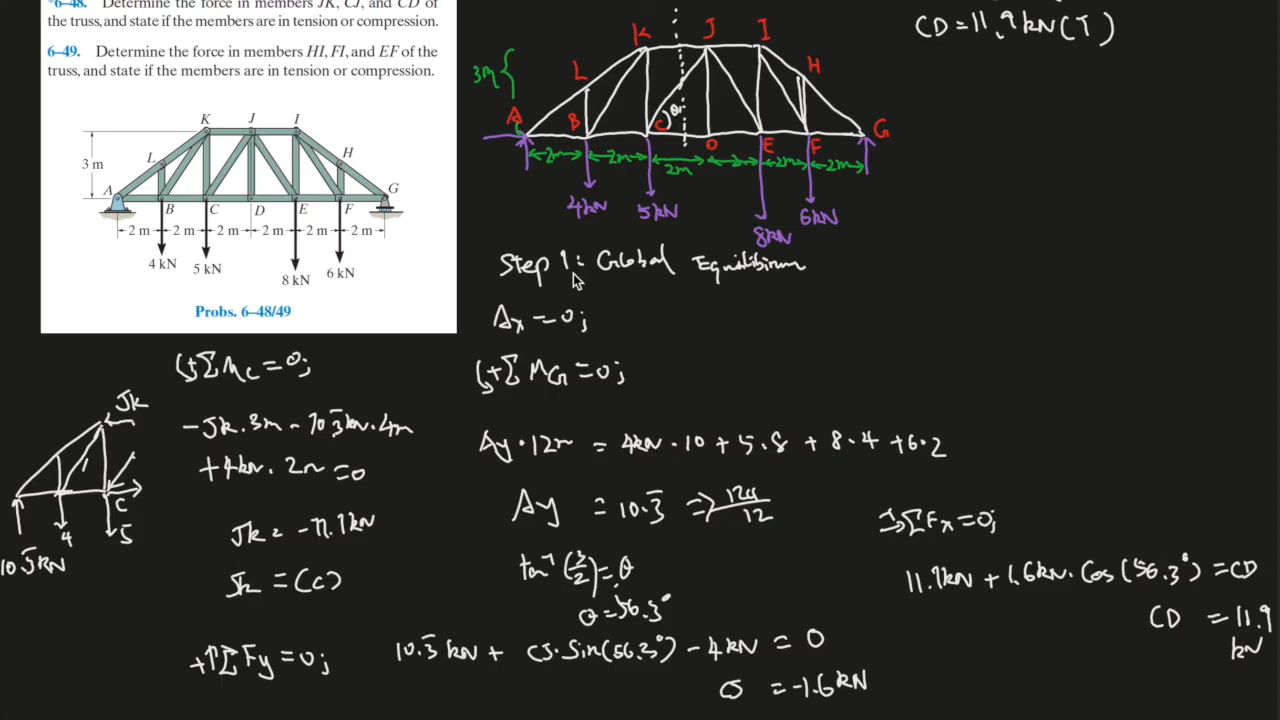 *6–48. Determine the force in members JK, CJ, and CD of
the truss, and state if the members are in tension or compression.
6–49. Determine the force in members HI, FI, and EF of the
truss, and state if the members are in tension or compression.
K J I
L H
3 m
A G
B C D E F
2 m 2 m 2 m 2 m 2 m 2 m
4 kN 5 kN 8 kN 6 kN
Probs. 6–48/49
K J I
L H
3m
A B C D E F G
θ
2m 2m 2m 2m 2m 2m
4kN 5kN 8kN 6kN
CD = 11.9 kN (T)
Step 1: Global Equilibrium
Ax = 0;
↺+ΣMG = 0;
Ay · 12m = 4kN · 10 + 5.8 + 8.4 + 6.2
Ay = 10.3̅ ⇒ 124/12
tan⁻¹(3/2) = θ
θ = 56.3°
↺+ΣMC = 0;
JK
C
4 5
-JK · 3m - 10.3̅kN · 4m
+ 4kN · 2m = 0
JK = -11.1kN
JK = (C)
+↑ΣFy = 0;
10.3̅ kN + CJ · Sin(56.3°) - 4kN = 0
= -1.6kN
→ΣFx = 0;
11.1kN + 1.6kN · Cos(56.3°) = CD
CD = 11.9
kN